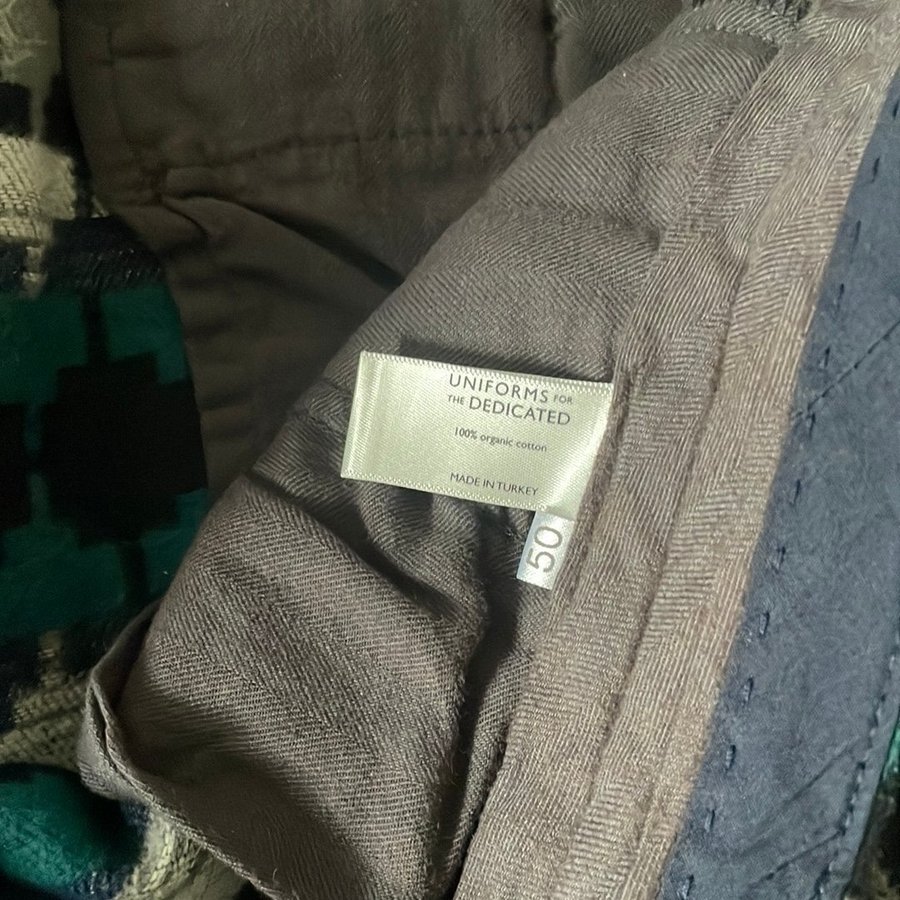 UNIFORMS FOR
THE DEDICATED
100% organic cotton
MADE IN TURKEY
50